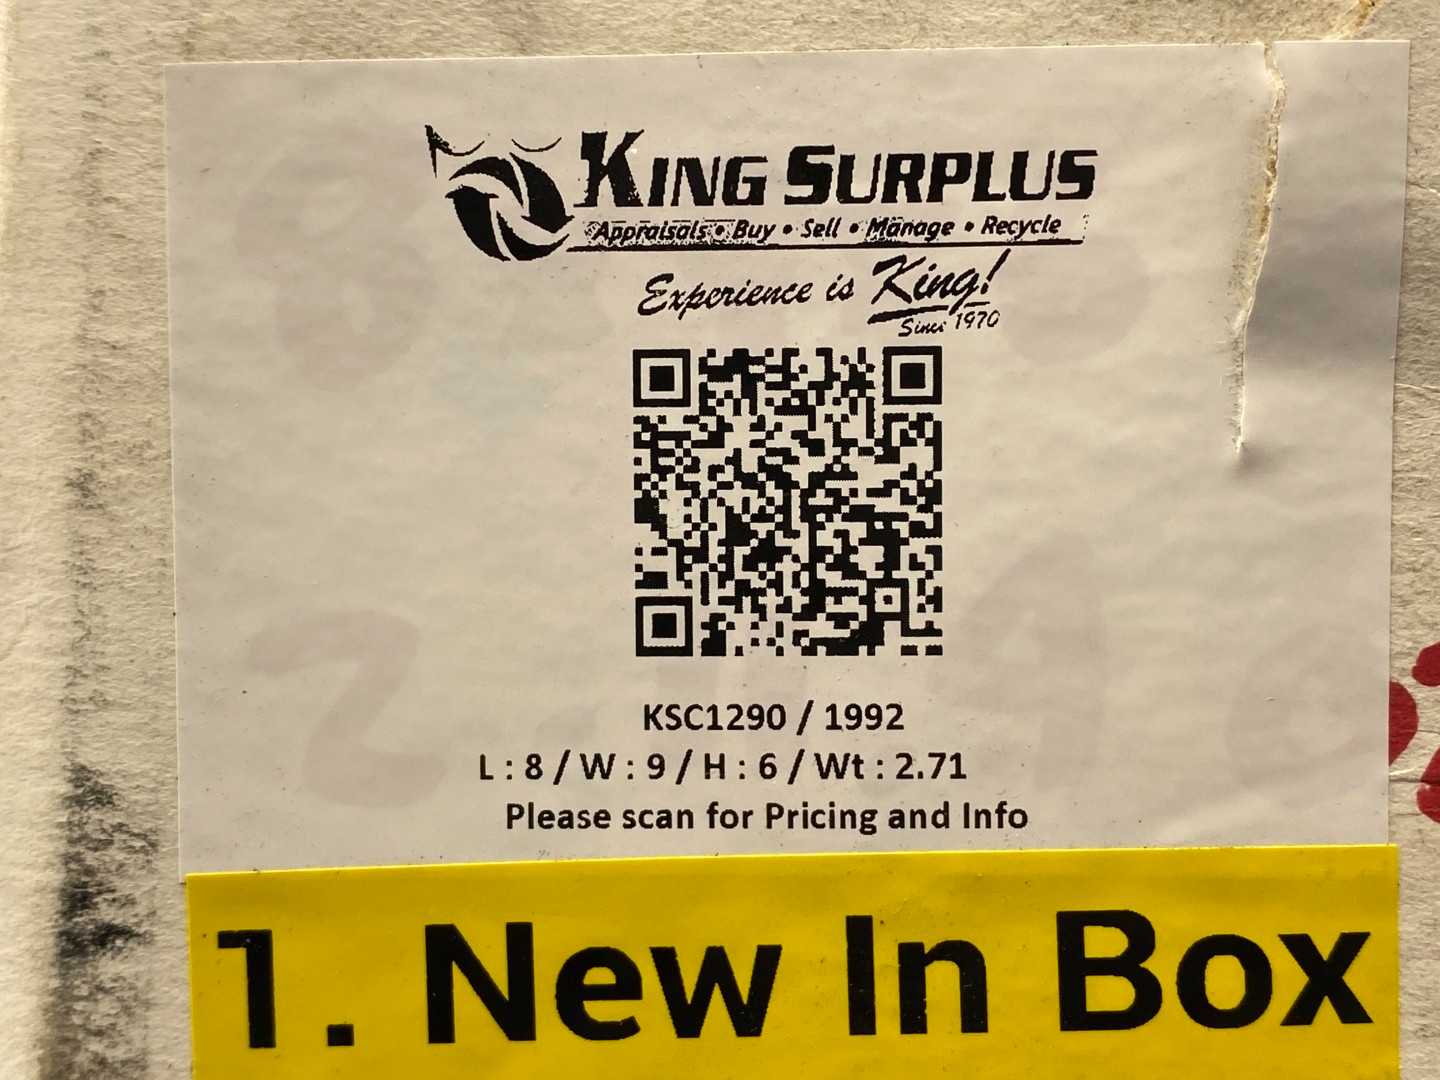 KING SURPLUS
Appraisals • Buy • Sell • Manage • Recycle
Experience is King!
Since 1970
KSC1290 / 1992
L : 8 / W : 9 / H : 6 / Wt : 2.71
Please scan for Pricing and Info
1. New In Box